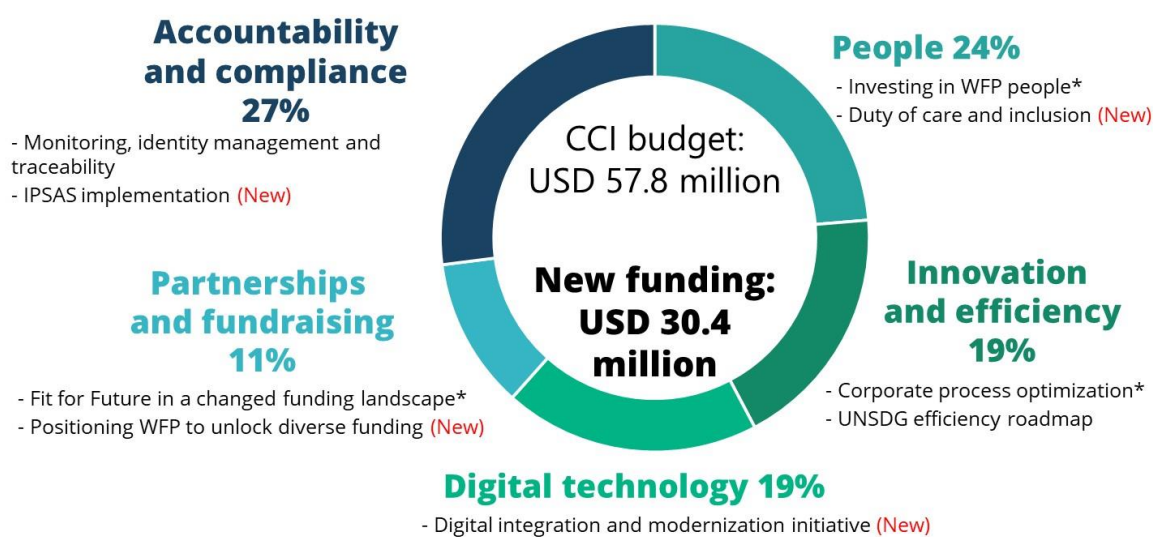 Accountability
and compliance
27%
- Monitoring, identity management and
traceability
- IPSAS implementation (New)
People 24%
- Investing in WFP people*
- Duty of care and inclusion (New)
CCI budget:
USD 57.8 million
New funding:
USD 30.4
million
Partnerships
and fundraising
11%
- Fit for Future in a changed funding landscape*
- Positioning WFP to unlock diverse funding (New)
Innovation
and efficiency
19%
- Corporate process optimization*
- UNSDG efficiency roadmap
Digital technology 19%
- Digital integration and modernization initiative (New)